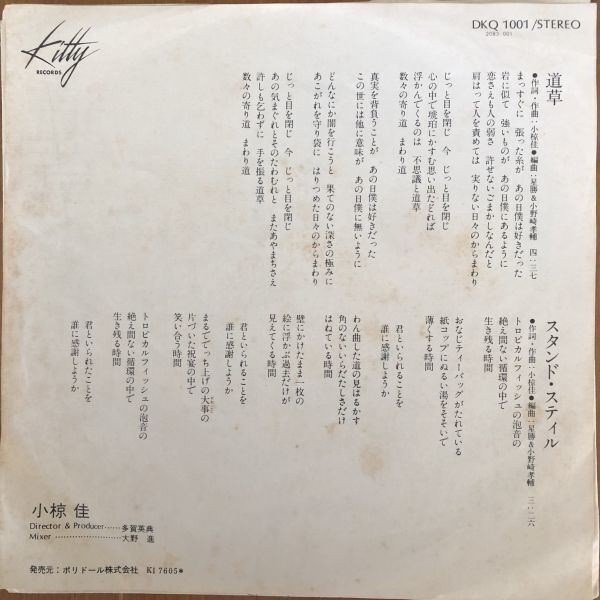 Kitty
RECORDS
DKQ 1001/STEREO
2083 001
道草
●作詞・作曲・小椋佳●編曲・星勝&小野崎孝輔 四:三七
まっすぐに 張った糸が あの日僕は好きだった
岩に似て 強いものが あの日僕にあるように
恋さえも人の弱さ 許せないごまかしなんだと
肩はって人を責めては 実りない日々のからまわり
じっと目を閉じ 今 じっと目を閉じ
心の中で琥珀にかすむ思い出たどれば
浮かんでくるのは 不思議と道草
数々の寄り道 まわり道
真実を背負うことが あの日僕は好きだった
この世には他に意味が あの日僕に無いように
どんなにか闇を行こうと 果てのない深さの極みに
あこがれを守り袋に はりつめた日々のからまわり
じっと目を閉じ 今 じっと目を閉じ
あの気まぐれとそのたわむれと またあやまちさえ
許しも乞わずに 手を振る道草
数々の寄り道 まわり道
スタンド・スティル
●作詞・作曲・小椋佳●編曲・星勝&小野崎孝輔 三:二六
トロピカルフィッシュの泡音の
絶え間ない循環の中で
生き残る時間
おなじティーバッグがたれている
紙コップにぬるい湯をそそいで
薄くする時間
君といられることを
誰に感謝しようか
わん曲した道の見はるかす
角のないいらだたしさだけ
はねている時間
壁にかけたまま一枚の
絵に浮かぶ過去だけが
見えてくる時間
君といられることを
誰に感謝しようか
まるででっち上げの大事の
片づいた祝宴の中で
笑い合う時間
トロピカルフィッシュの泡音の
絶え間ない循環の中で
生き残る時間
君といられたことを
誰に感謝しようか
小椋 佳
Director & Producer……多賀英典
Mixer…………………大野 進
発売元:ポリドール株式会社 KI 7605*